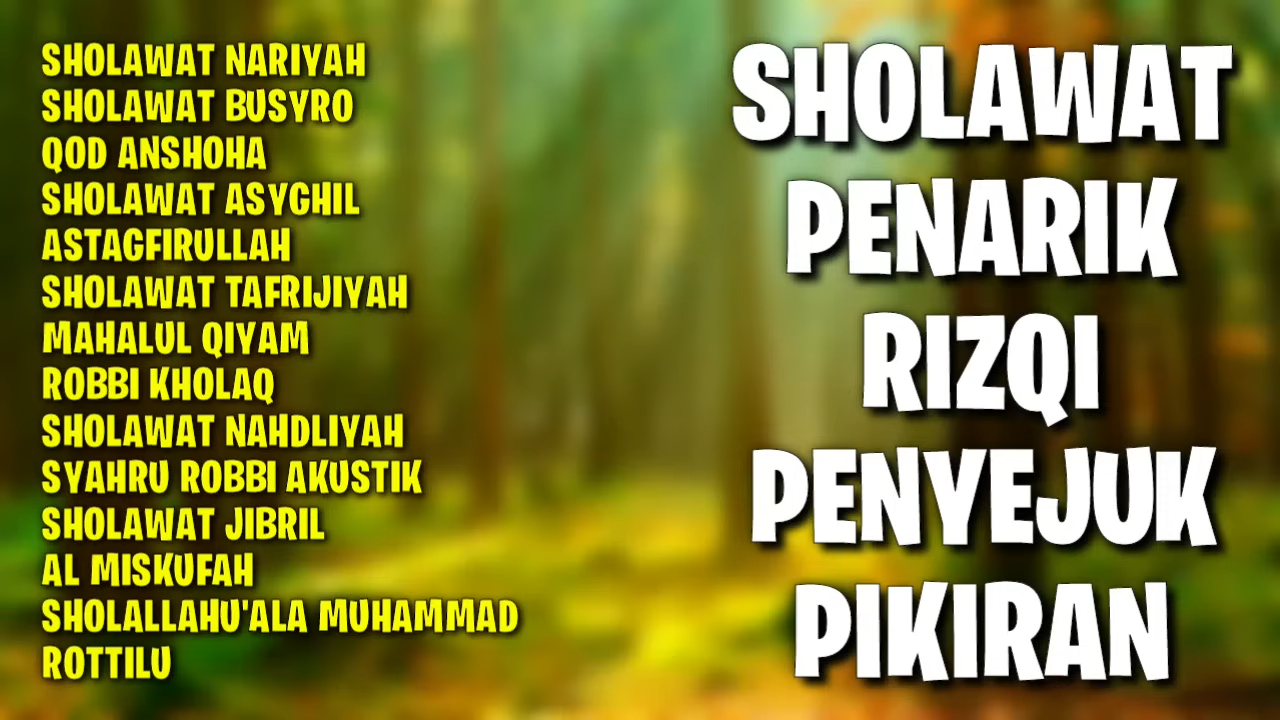 SHOLAWAT NARIYAH
SHOLAWAT BUSYRO
QOD ANSHOHA
SHOLAWAT ASYGHIL
ASTAGFIRULLAH
SHOLAWAT TAFRIJIYAH
MAHALUL QIYAM
ROBBI KHOLAQ
SHOLAWAT NAHDLIYAH
SYAHRU ROBBI AKUSTIK
SHOLAWAT JIBRIL
AL MISKUFAH
SHOLALLAHU'ALA MUHAMMAD
ROTTILU
SHOLAWAT
PENARIK
RIZQI
PENYEJUK
PIKIRAN